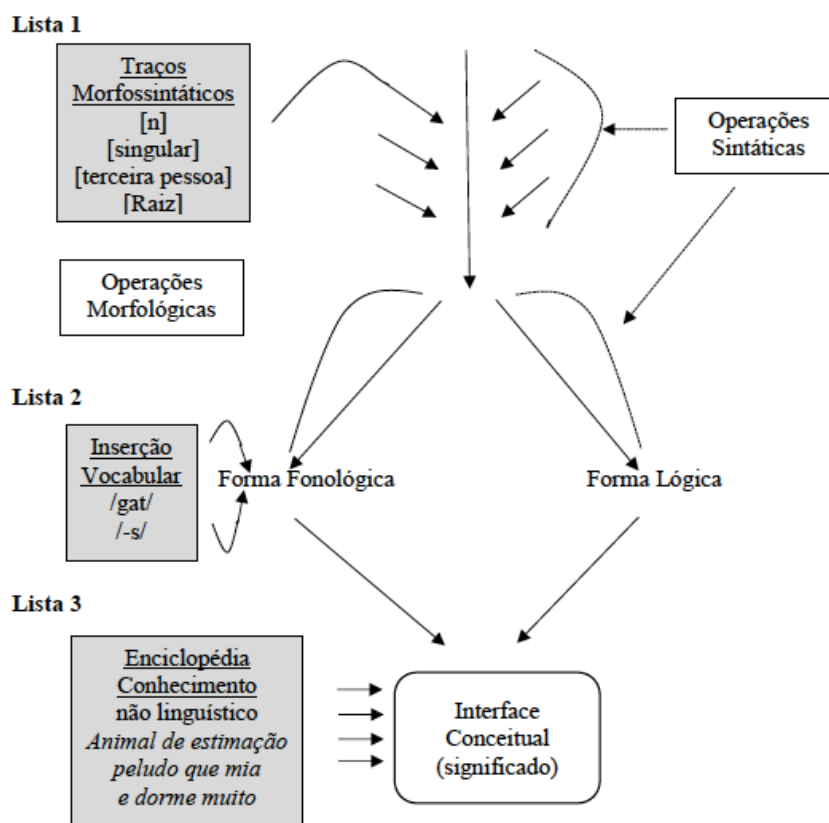 Lista 1
Traços
Morfossintáticos
[n]
[singular]
[terceira pessoa]
[Raiz]
Operações
Sintáticas
Operações
Morfológicas
Lista 2
Inserção
Vocabular
/gat/
/-s/
Forma Fonológica
Forma Lógica
Lista 3
Enciclopédia
Conhecimento
não linguístico
Animal de estimação
peludo que mia
e dorme muito
Interface
Conceitual
(significado)